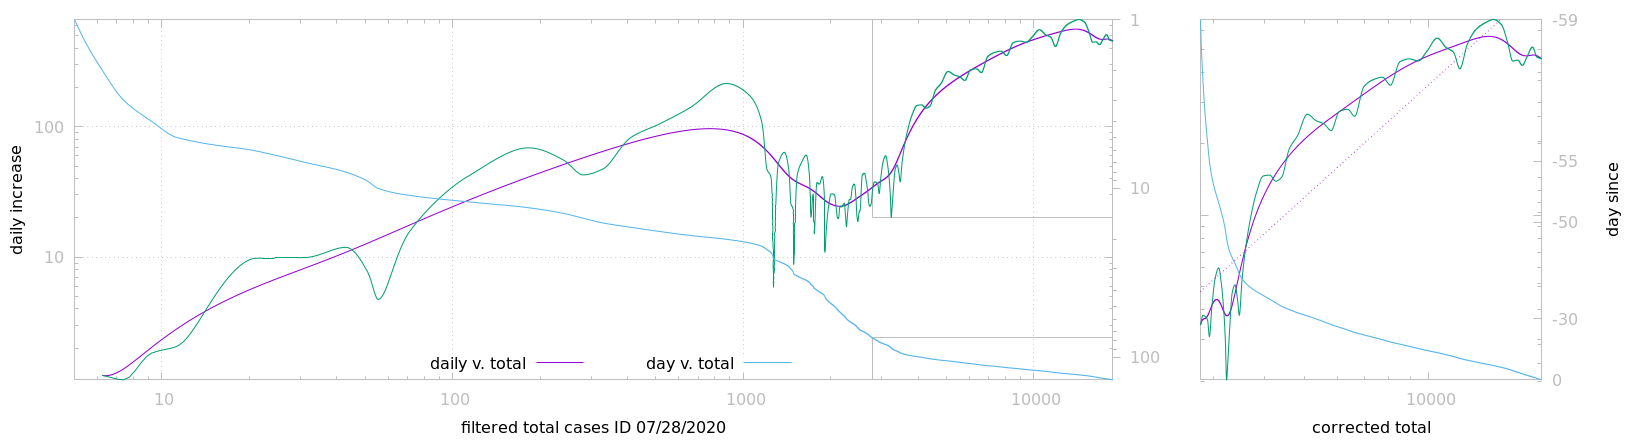 daily increase
100
10
daily v. total
day v. total
10
100
1000
10000
filtered total cases ID 07/28/2020
1
10
100
10000
corrected total
-59
-55
-50
-30
0
day since